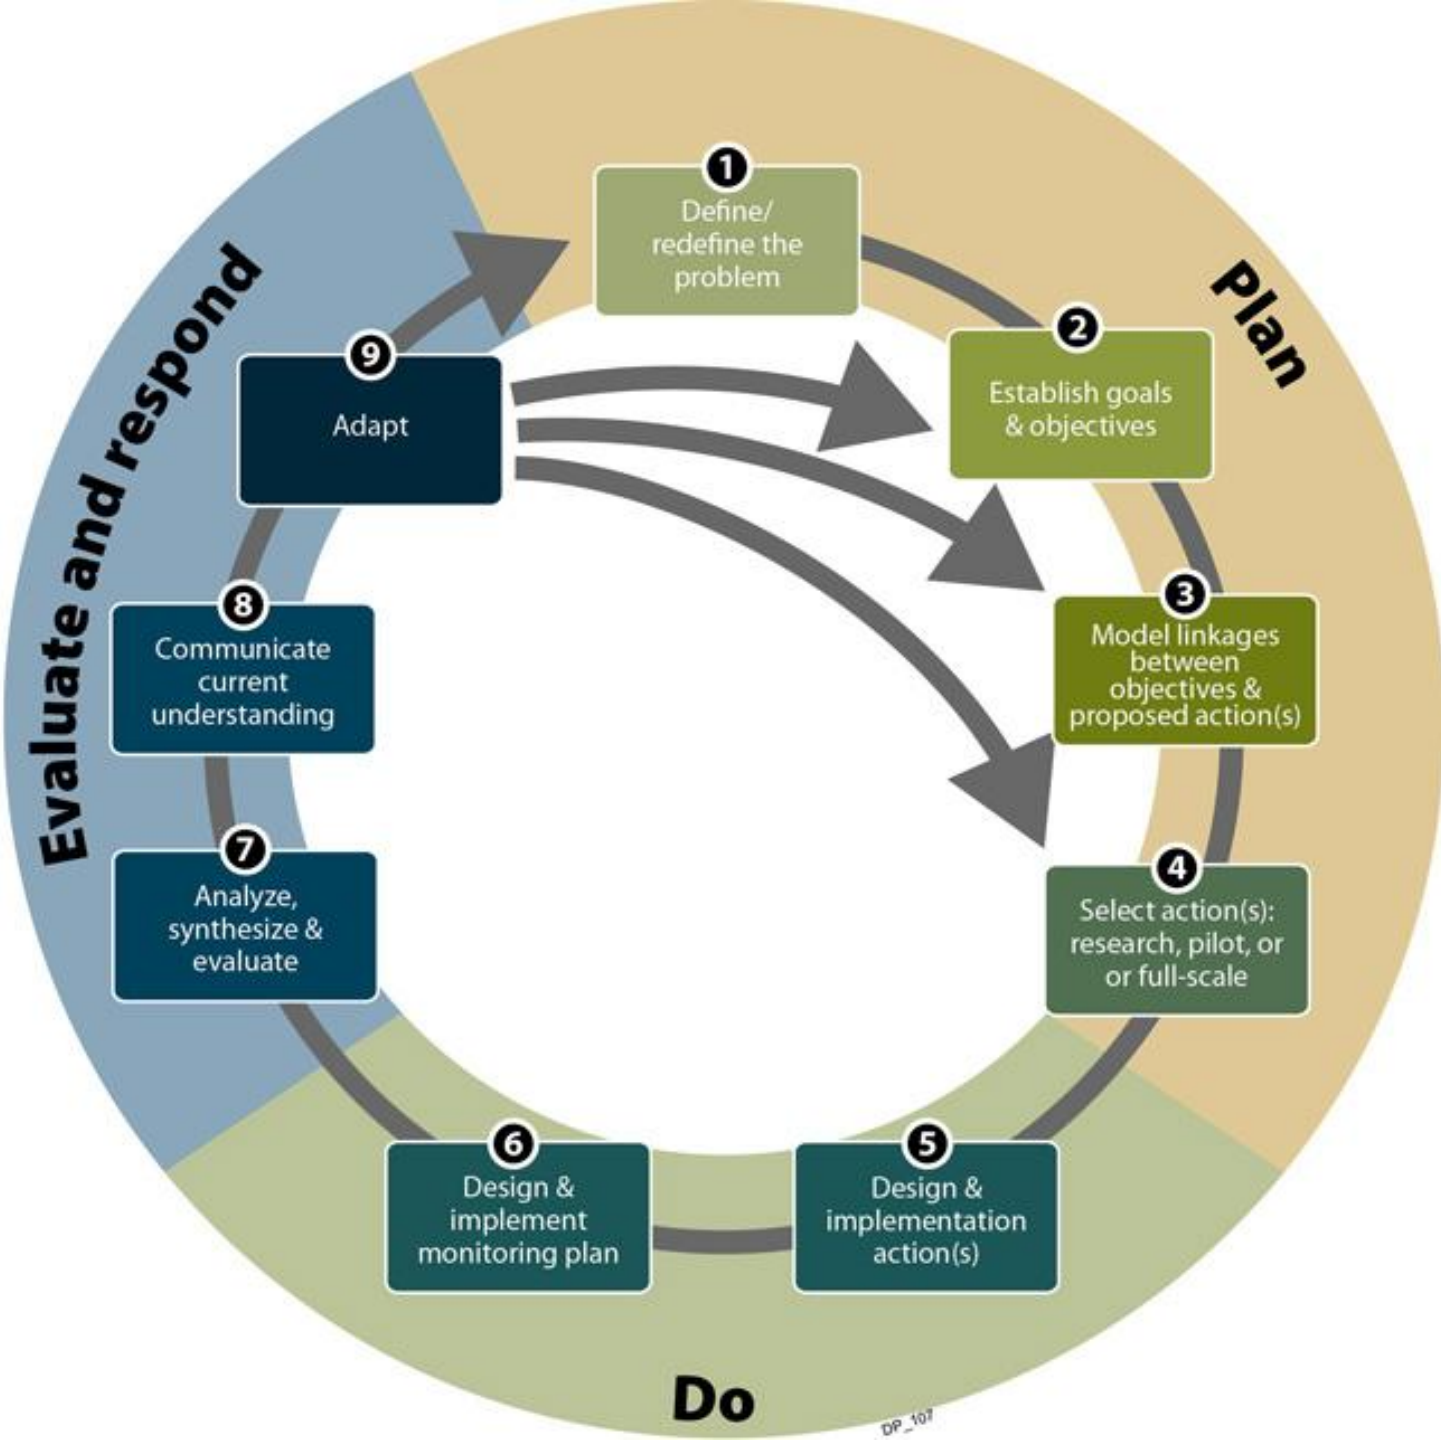 Plan
1
Define/
redefine the
problem
2
Establish goals
& objectives
3
Model linkages
between
objectives &
proposed action(s)
4
Select action(s):
research, pilot, or
or full-scale
Do
5
Design &
implementation
action(s)
6
Design &
implement
monitoring plan
Evaluate and respond
7
Analyze,
synthesize &
evaluate
8
Communicate
current
understanding
9
Adapt
DP_107